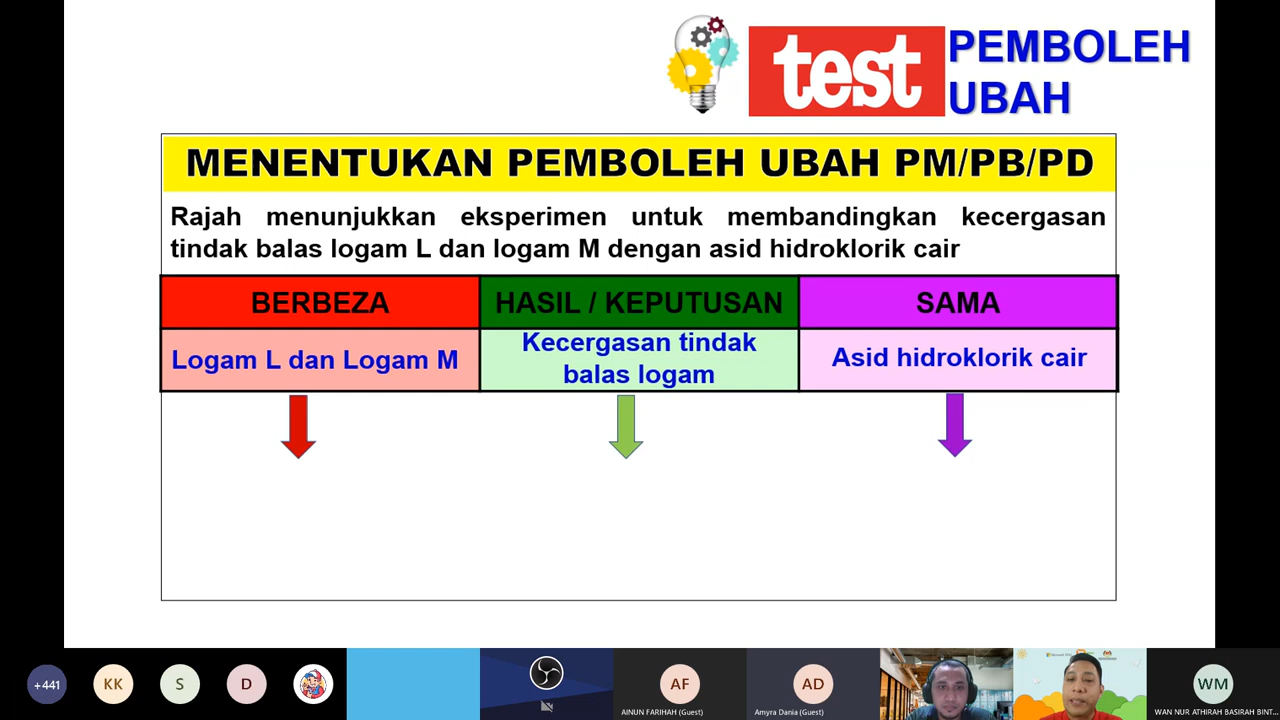 test
PEMBOLEH
UBAH
MENENTUKAN PEMBOLEH UBAH PM/PB/PD
Rajah menunjukkan eksperimen untuk membandingkan kecergasan
tindak balas logam L dan logam M dengan asid hidroklorik cair
BERBEZA
HASIL / KEPUTUSAN
SAMA
Logam L dan Logam M
Kecergasan tindak
balas logam
Asid hidroklorik cair
+441
KK
S
D
AF
AINUN FARIHAH (Guest)
AD
Amyra Dania (Guest)
WM
WAN NUR ATHIRAH BASIRAH BINT...